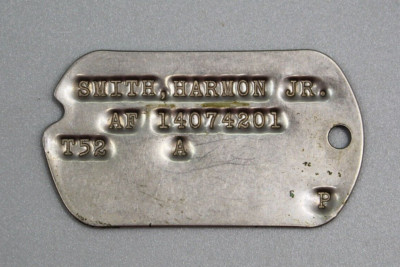 SMITH, HARMON JR.
AF 14074201
T52 A
P